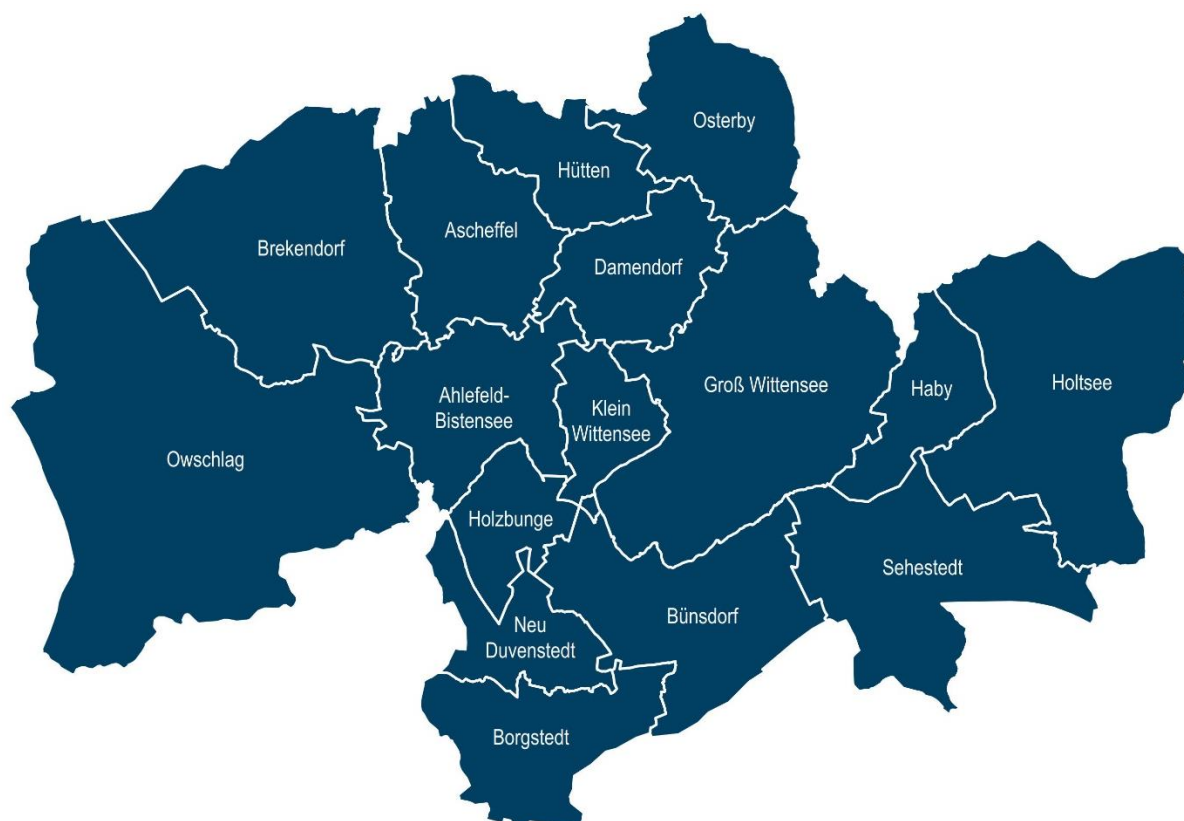 Osterby
Hütten
Ascheffel
Brekendorf
Damendorf
Groß Wittensee
Haby
Holtsee
Ahlefeld-
Bistensee
Klein
Wittensee
Owschlag
Holzbunge
Sehestedt
Bünsdorf
Neu
Duvenstedt
Borgstedt